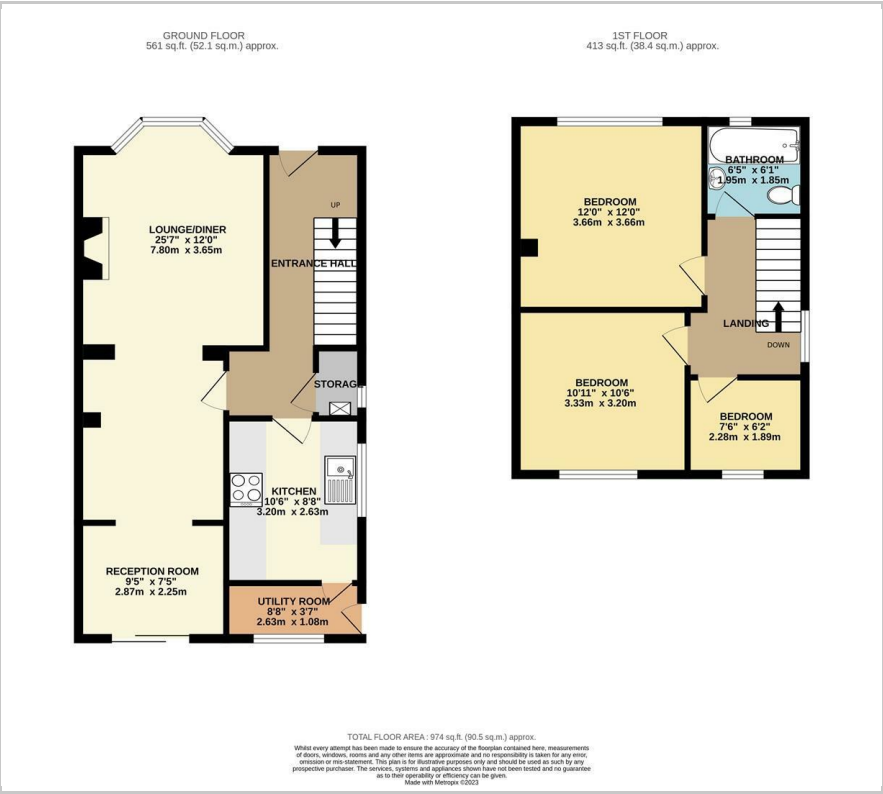 GROUND FLOOR
561 sq.ft. (52.1 sq.m.) approx.
LOUNGE/DINER
25'7" x 12'0"
7.80m x 3.65m
UP
ENTRANCE HALL
STORAGE
KITCHEN
10'6" x 8'8"
3.20m x 2.63m
RECEPTION ROOM
9'5" x 7'5"
2.87m x 2.25m
UTILITY ROOM
8'8" x 3'7"
2.63m x 1.08m
1ST FLOOR
413 sq.ft. (38.4 sq.m.) approx.
BEDROOM
12'0" x 12'0"
3.66m x 3.66m
BATHROOM
6'5" x 6'1"
1.95m x 1.85m
LANDING
DOWN
BEDROOM
10'11" x 10'6"
3.33m x 3.20m
BEDROOM
7'6" x 6'2"
2.28m x 1.89m
TOTAL FLOOR AREA : 974 sq.ft. (90.5 sq.m.) approx.
Whilst every attempt has been made to ensure the accuracy of the floorplan contained here, measurements
of doors, windows, rooms and any other items are approximate and no responsibility is taken for any error,
omission or mis-statement. This plan is for illustrative purposes only and should be used as such by any
prospective purchaser. The services, systems and appliances shown have not been tested and no guarantee
as to their operability or efficiency can be given.
Made with Metropix ©2023